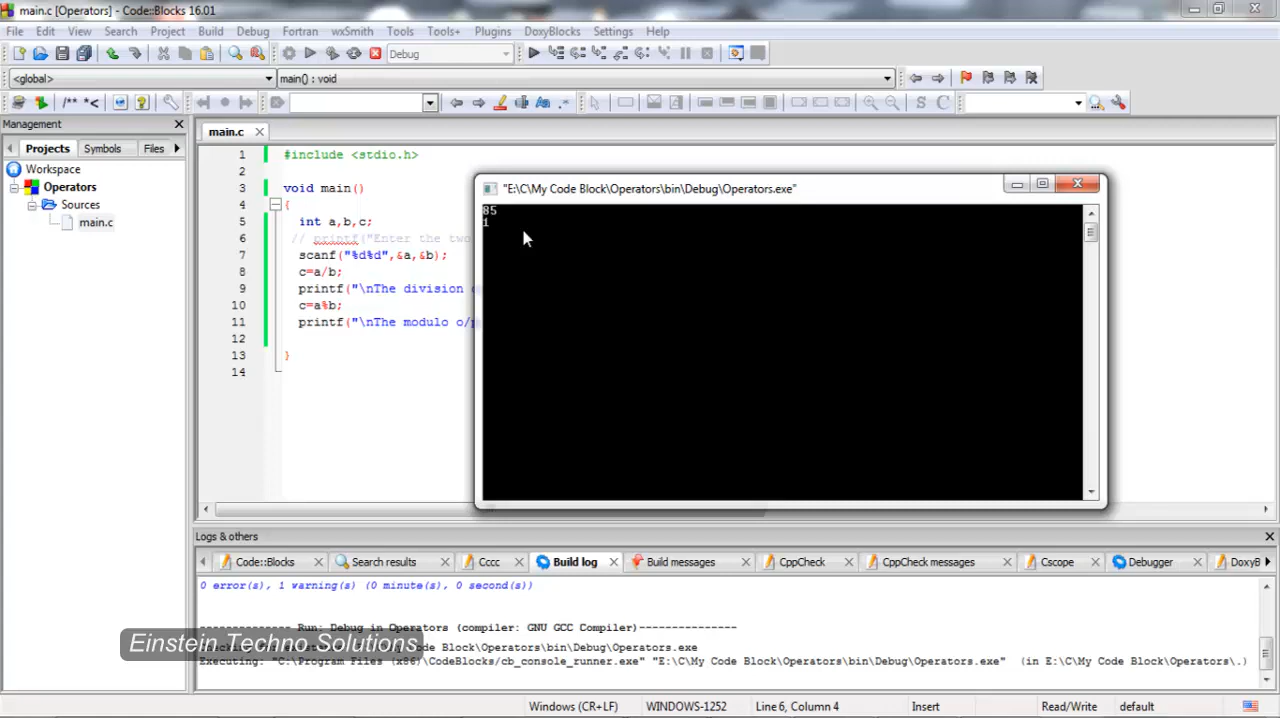 main.c [Operators] - Code::Blocks 16.01
File Edit View Search Project Build Debug Fortran wxSmith Tools Tools+ Plugins DoxyBlocks Settings Help
Debug
<global> main() : void
/** *<
S C
Management
main.c
Projects Symbols Files
Workspace
Operators
Sources
main.c
1 #include <stdio.h>
2
3 void main()
4 {
5 int a,b,c;
6 // printf("Enter the two
7 scanf("%d%d",&a,&b);
8 c=a/b;
9 printf("\nThe division
10 c=a%b;
11 printf("\nThe modulo o/p
12
13 }
14
"E:\C\My Code Block\Operators\bin\Debug\Operators.exe"
85
1
Logs & others
Code::Blocks Search results Cccc Build log Build messages CppCheck CppCheck messages Cscope Debugger DoxyB
0 error(s), 1 warning(s) (0 minute(s), 0 second(s))
-------------- Run: Debug in Operators (compiler: GNU GCC Compiler)---------------
Code Block\Operators\bin\Debug\Operators.exe
Executing: "C:\Program Files (x86)\CodeBlocks/cb_console_runner.exe" "E:\C\My Code Block\Operators\bin\Debug\Operators.exe" (in E:\C\My Code Block\Operators\.)
Einstein Techno Solutions
Windows (CR+LF) WINDOWS-1252 Line 6, Column 4 Insert Read/Write default